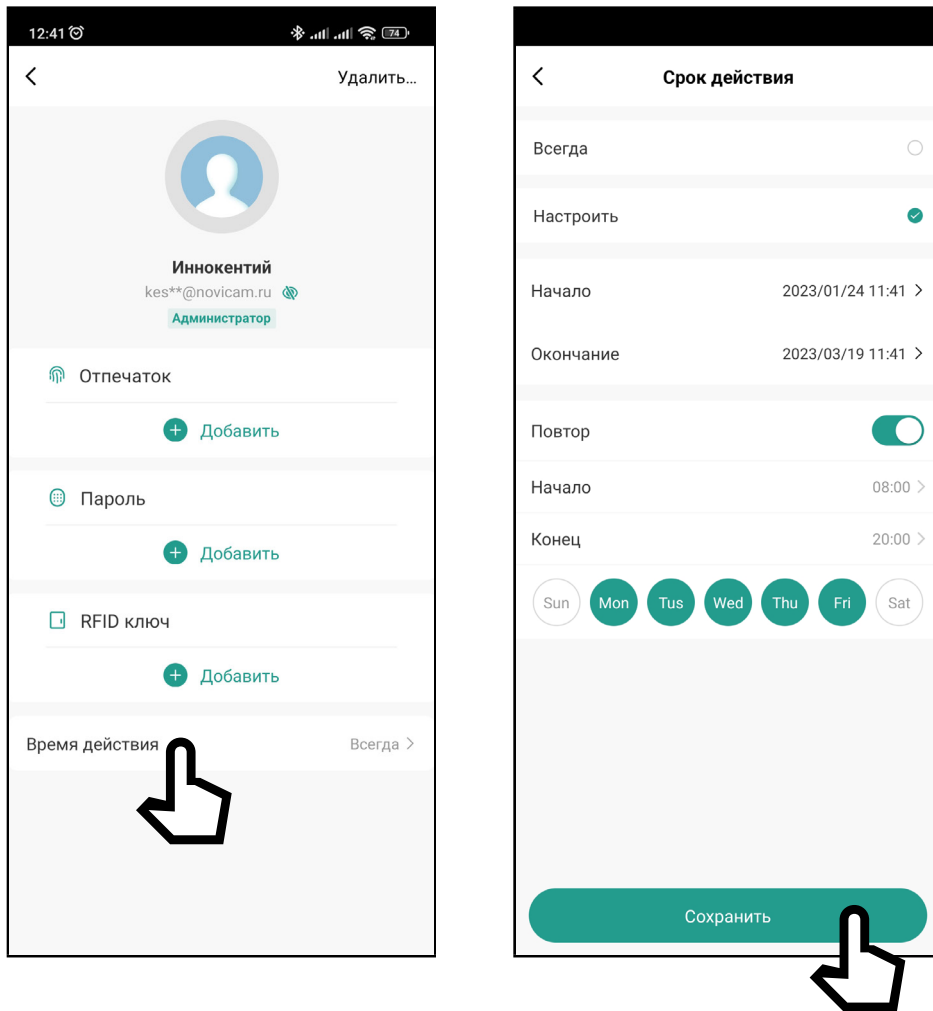 12:41
74
Удалить…
Иннокентий
kes**@novicam.ru
Администратор
Отпечаток
Добавить
Пароль
Добавить
RFID ключ
Добавить
Время действия Всегда
Срок действия
Всегда
Настроить
Начало 2023/01/24 11:41
Окончание 2023/03/19 11:41
Повтор
Начало 08:00
Конец 20:00
Sun Mon Tus Wed Thu Fri Sat
Сохранить